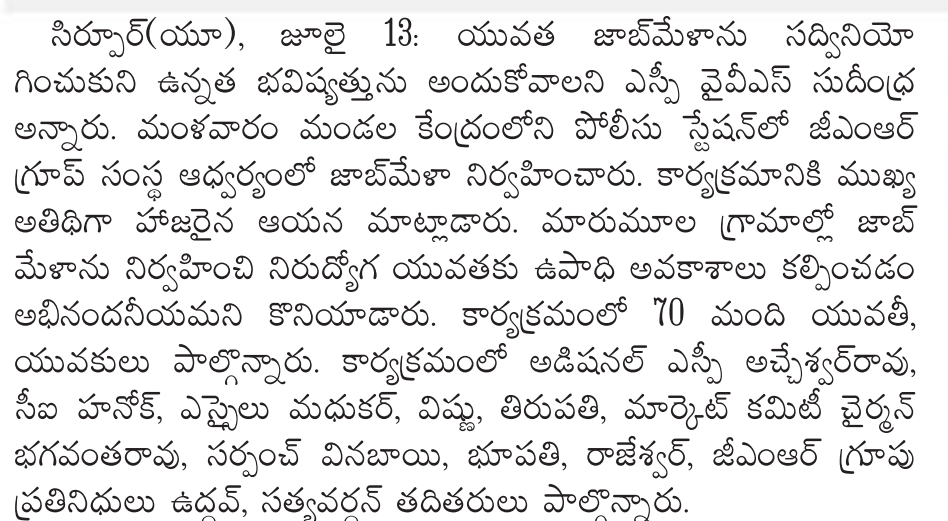 సిర్పూర్(యూ), జూలై 13: యువత జాబ్‌మేళాను సద్వినియో
గించుకుని ఉన్నత భవిష్యత్తును అందుకోవాలని ఎస్పీ వైవీఎస్ సుదీంద్ర
అన్నారు. మంళవారం మండల కేంద్రంలోని పోలీసు స్టేషన్‌లో జీఎంఆర్
గ్రూప్ సంస్థ ఆధ్వర్యంలో జాబ్‌మేళా నిర్వహించారు. కార్యక్రమానికి ముఖ్య
అతిథిగా హాజరైన ఆయన మాట్లాడారు. మారుమూల గ్రామాల్లో జాబ్
మేళాను నిర్వహించి నిరుద్యోగ యువతకు ఉపాధి అవకాశాలు కల్పించడం
అభినందనీయమని కొనియాడారు. కార్యక్రమంలో 70 మంది యువతీ,
యువకులు పాల్గొన్నారు. కార్యక్రమంలో అడిషనల్ ఎస్పీ అచ్చేశ్వర్‌రావు,
సీఐ హనోక్, ఎస్సైలు మధుకర్, విష్ణు, తిరుపతి, మార్కెట్ కమిటీ చైర్మన్
భగవంతరావు, సర్పంచ్ వినబాయి, భూపతి, రాజేశ్వర్, జీఎంఆర్ గ్రూపు
ప్రతినిధులు ఉద్ధవ్, సత్యవర్ధన్ తదితరులు పాల్గొన్నారు.